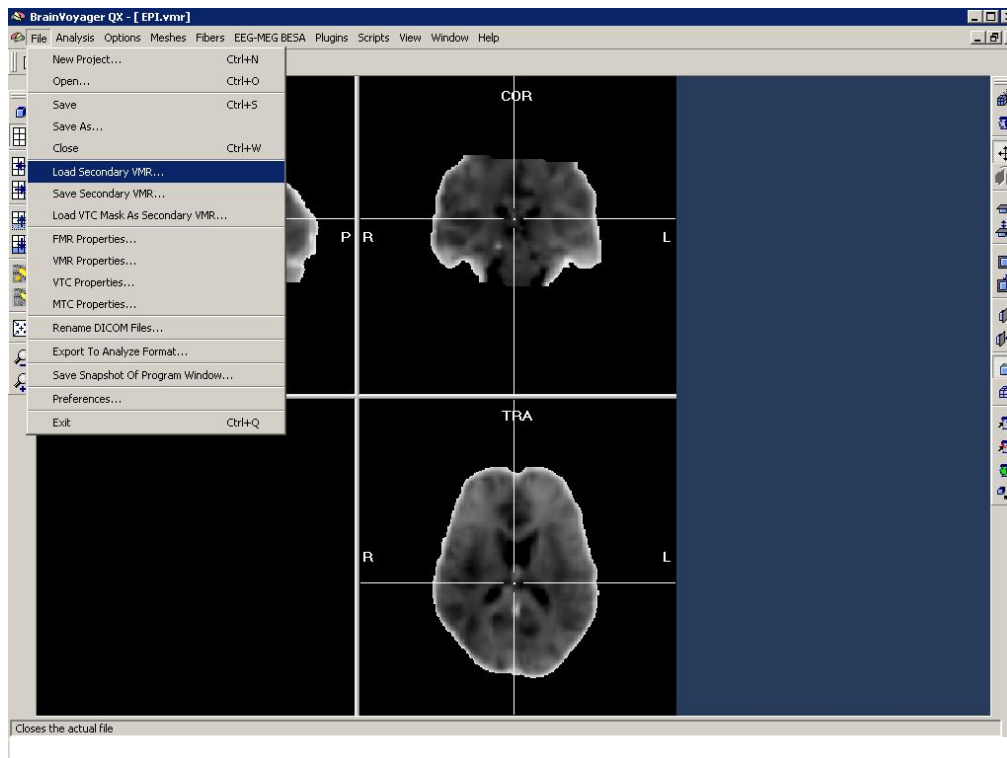 BrainVoyager QX - [ EPI.vmr]
File Analysis Options Meshes Fibers EEG-MEG BESA Plugins Scripts View Window Help
New Project... Ctrl+N
Open... Ctrl+O
Save Ctrl+S
Save As...
Close Ctrl+W
Load Secondary VMR...
Save Secondary VMR...
Load VTC Mask As Secondary VMR...
FMR Properties...
VMR Properties...
VTC Properties...
MTC Properties...
Rename DICOM Files...
Export To Analyze Format...
Save Snapshot Of Program Window...
Preferences...
Exit Ctrl+Q
COR
P R L
TRA
R L
Closes the actual file